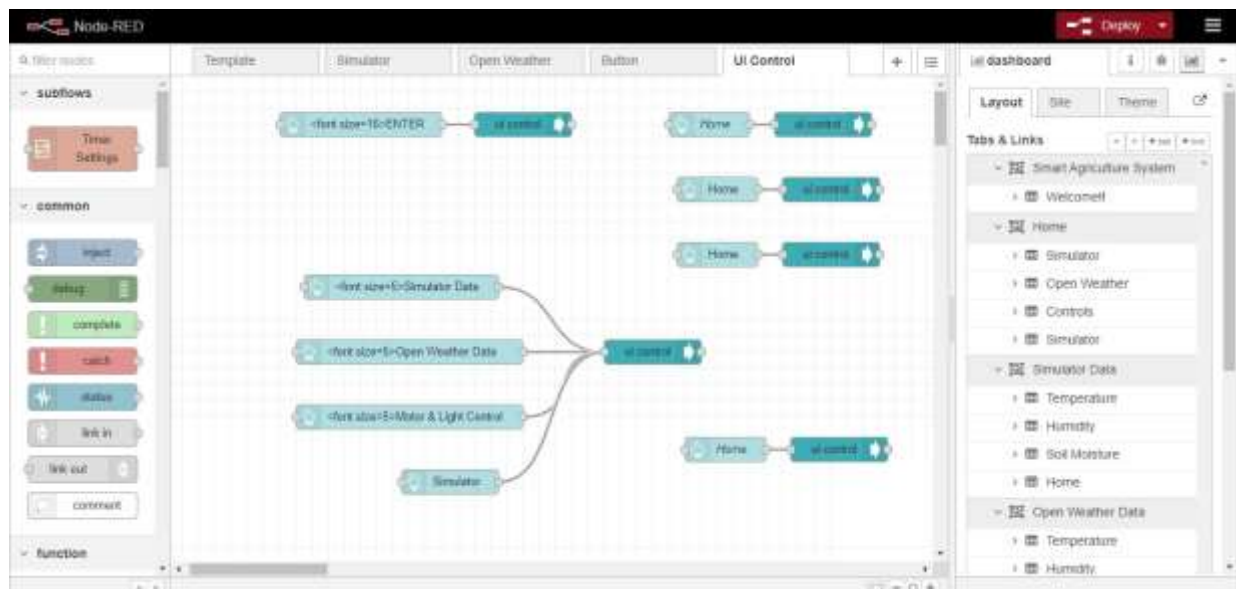 Node-RED
Deploy
filter nodes
Template
Simulator
Open Weather
Button
UI Control
dashboard
subflows
Timer
Settings
common
inject
debug
complete
catch
status
link in
link out
comment
function
<font size=16>ENTER
ui control
Home
ui control
Home
ui control
Home
ui control
<font size=5>Simulator Data
<font size=5>Open Weather Data
<font size=5>Motor & Light Control
Simulator
ui control
Home
ui control
Layout
Site
Theme
Tabs & Links
Smart Agriculture System
Welcome!!
Home
Simulator
Open Weather
Controls
Simulator
Simulator Data
Temperature
Humidity
Soil Moisture
Home
Open Weather Data
Temperature
Humidity